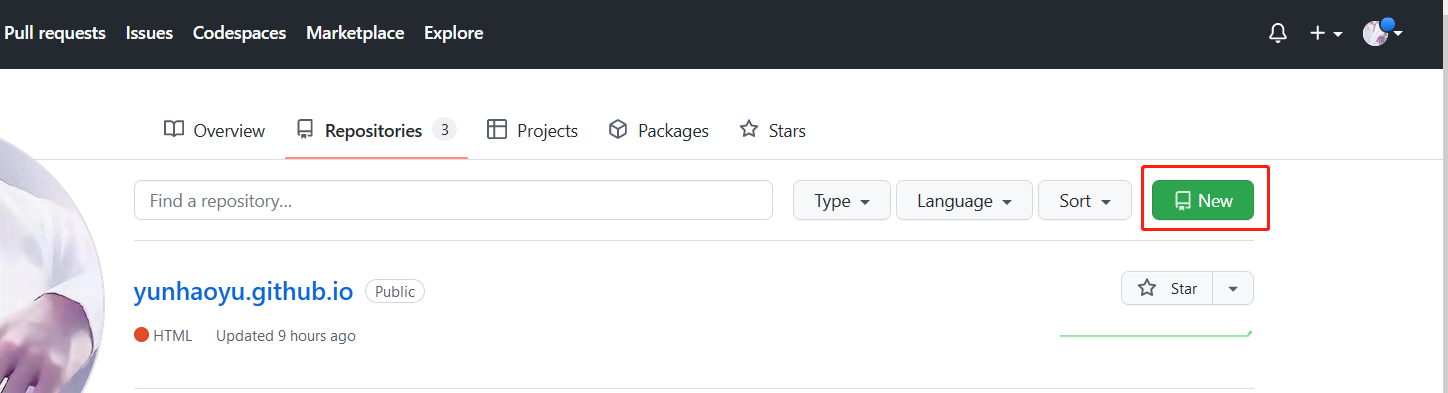 Pull requests Issues Codespaces Marketplace Explore
Overview Repositories 3 Projects Packages Stars
Find a repository... Type Language Sort New
yunhaoyu.github.io Public Star
HTML Updated 9 hours ago